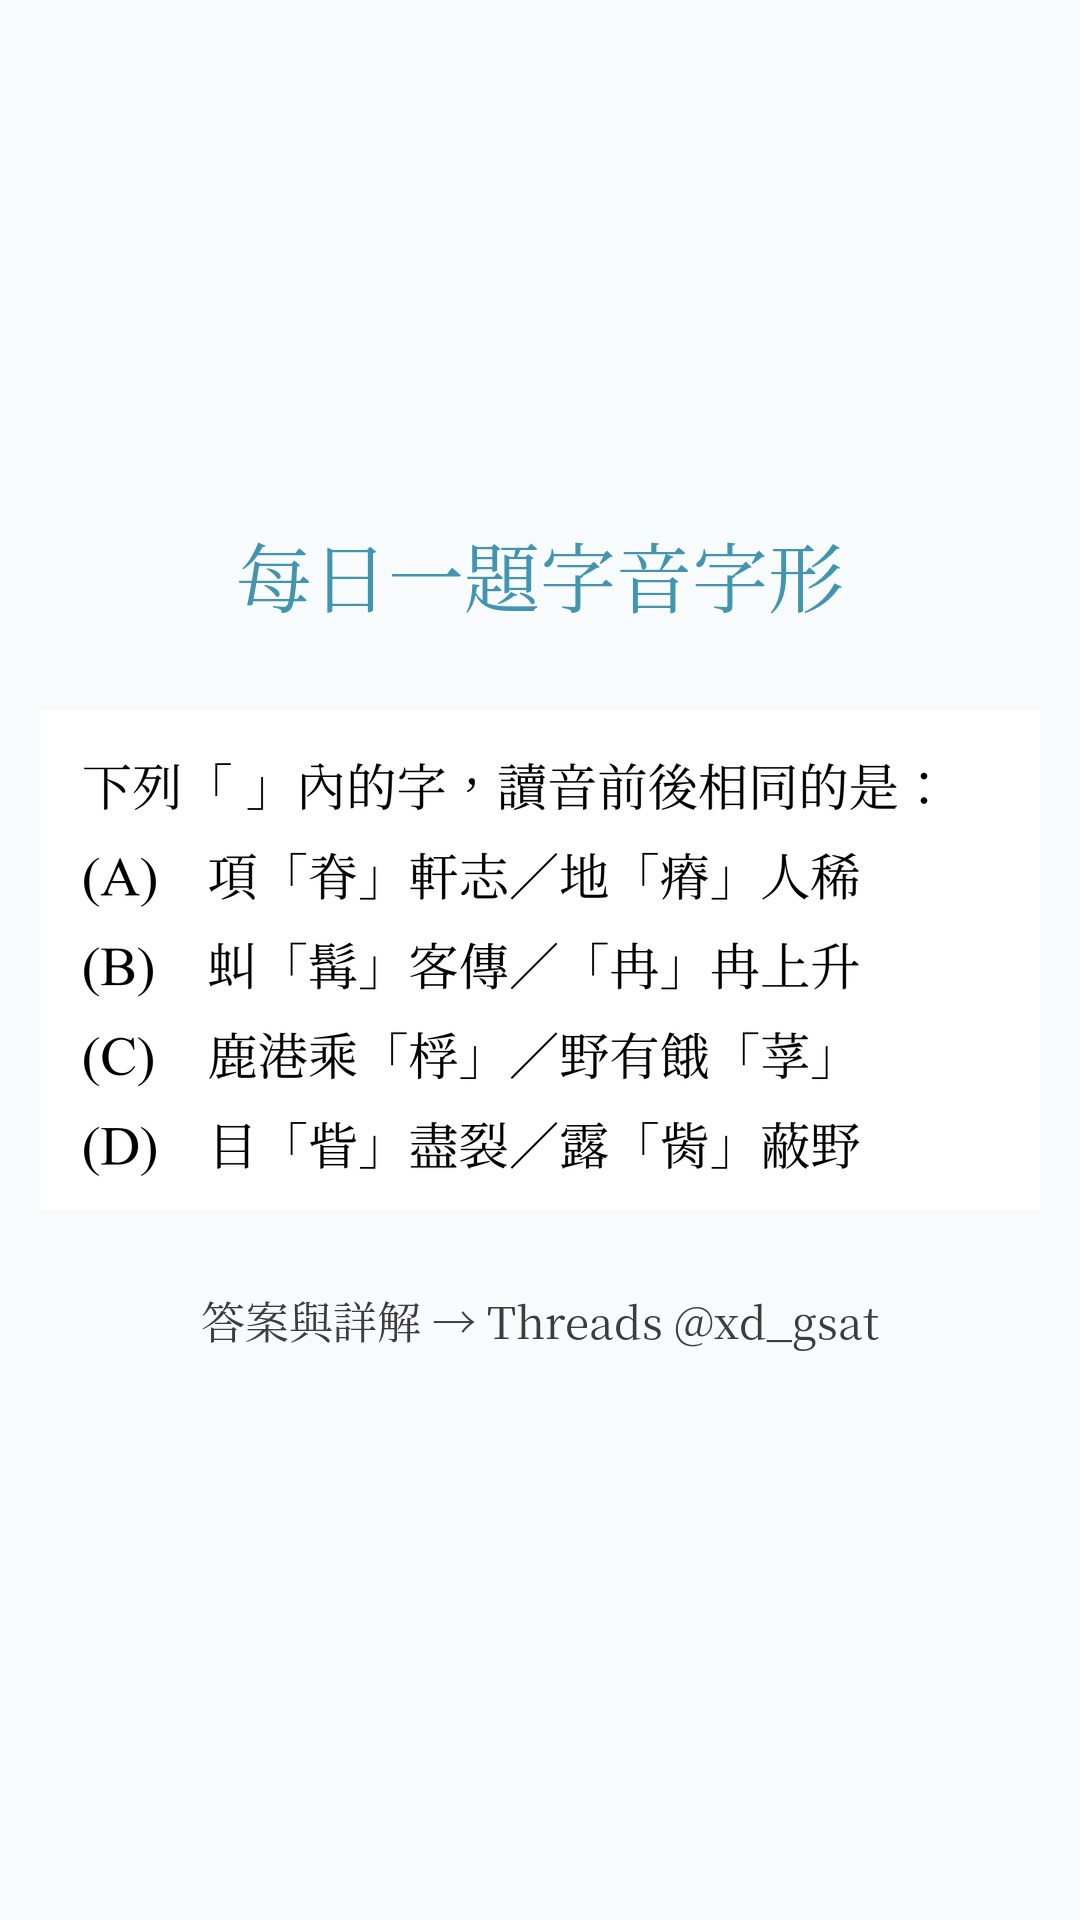 每日一題字音字形
下列「 」內的字，讀音前後相同的是：
(A) 項「脊」軒志／地「瘠」人稀
(B) 虯「髯」客傳／「冉」冉上升
(C) 鹿港乘「桴」／野有餓「莩」
(D) 目「眥」盡裂／露「胔」蔽野
答案與詳解 → Threads @xd_gsat